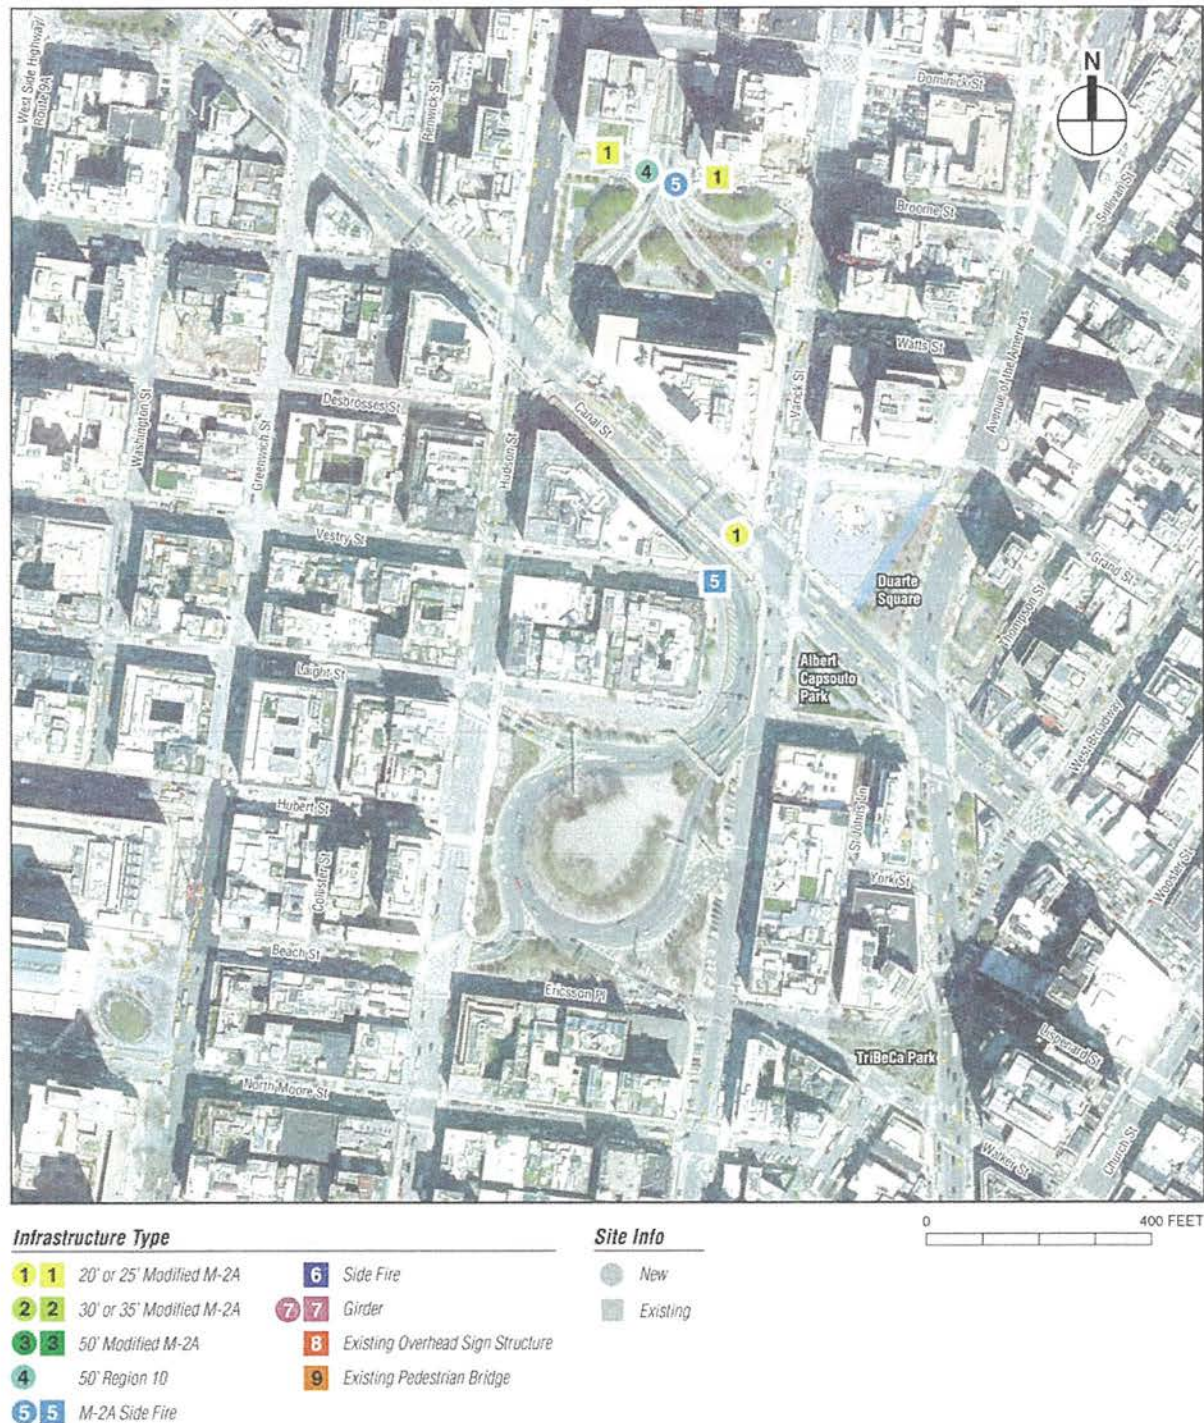 West Side Highway/
Route 9A
Renwick St
Dominick St
N
1
4
5
1
Broome St
Sullivan St
Watts St
Avenue of the Americas
Varick St
Desbrosses St
Canal St
Washington St
Greenwich St
Hudson St
1
Vestry St
5
Duarte
Square
Grand St
Thompson St
Laight St
Albert
Capsouto
Park
West Broadway
Hubert St
St Johns Ln
York St
Collister St
Wooster St
Beach St
Ericsson Pl
Lispenard St
TriBeCa Park
North Moore St
Walker St
Church St
0 400 FEET
Infrastructure Type
1 1 20' or 25' Modified M-2A
2 2 30' or 35' Modified M-2A
3 3 50' Modified M-2A
4 50' Region 10
5 5 M-2A Side Fire
6 Side Fire
7 7 Girder
8 Existing Overhead Sign Structure
9 Existing Pedestrian Bridge
Site Info
New
Existing